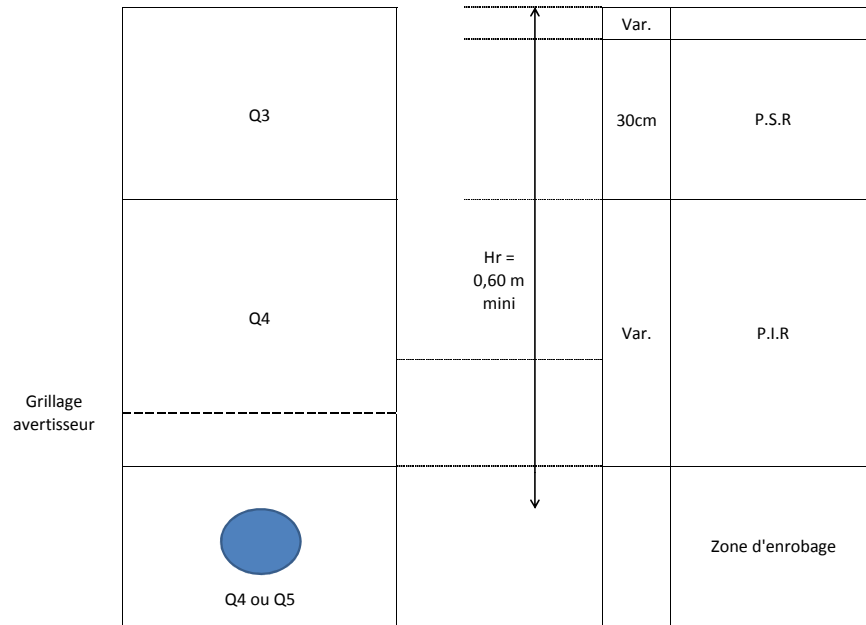 Var.
Q3
30cm
P.S.R
Hr =
0,60 m
mini
Q4
Var.
P.I.R
Grillage
avertisseur
Zone d'enrobage
Q4 ou Q5